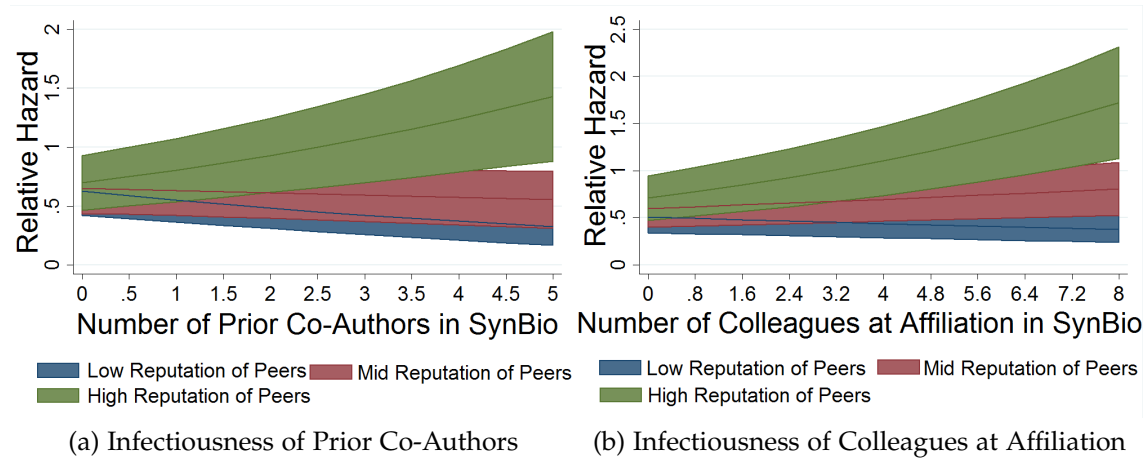 2
1.5
1
.5
0
Relative Hazard
0 .5 1 1.5 2 2.5 3 3.5 4 4.5 5
Number of Prior Co-Authors in SynBio
Low Reputation of Peers Mid Reputation of Peers
High Reputation of Peers
(a) Infectiousness of Prior Co-Authors
2.5
2
1.5
1
.5
0
Relative Hazard
0 .8 1.6 2.4 3.2 4 4.8 5.6 6.4 7.2 8
Number of Colleagues at Affiliation in SynBio
Low Reputation of Peers Mid Reputation of Peers
High Reputation of Peers
(b) Infectiousness of Colleagues at Affiliation